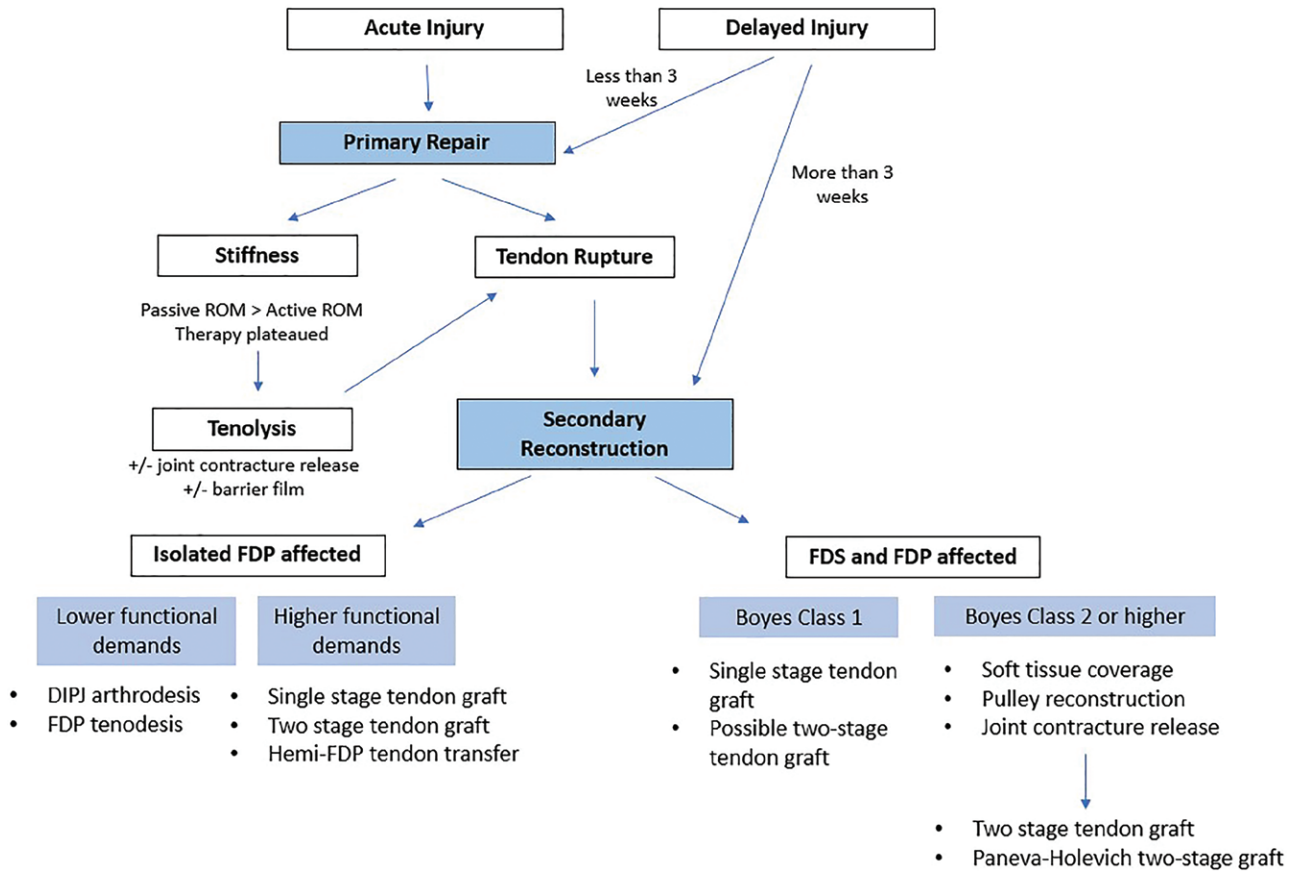 Acute Injury
Delayed Injury
Less than 3
weeks
Primary Repair
More than 3
weeks
Stiffness
Tendon Rupture
Passive ROM > Active ROM
Therapy plateaued
Tenolysis
+/- joint contracture release
+/- barrier film
Secondary
Reconstruction
Isolated FDP affected
FDS and FDP affected
Lower functional
demands
• DIPJ arthrodesis
• FDP tenodesis
Higher functional
demands
• Single stage tendon graft
• Two stage tendon graft
• Hemi-FDP tendon transfer
Boyes Class 1
• Single stage tendon
graft
• Possible two-stage
tendon graft
Boyes Class 2 or higher
• Soft tissue coverage
• Pulley reconstruction
• Joint contracture release
• Two stage tendon graft
• Paneva-Holevich two-stage graft